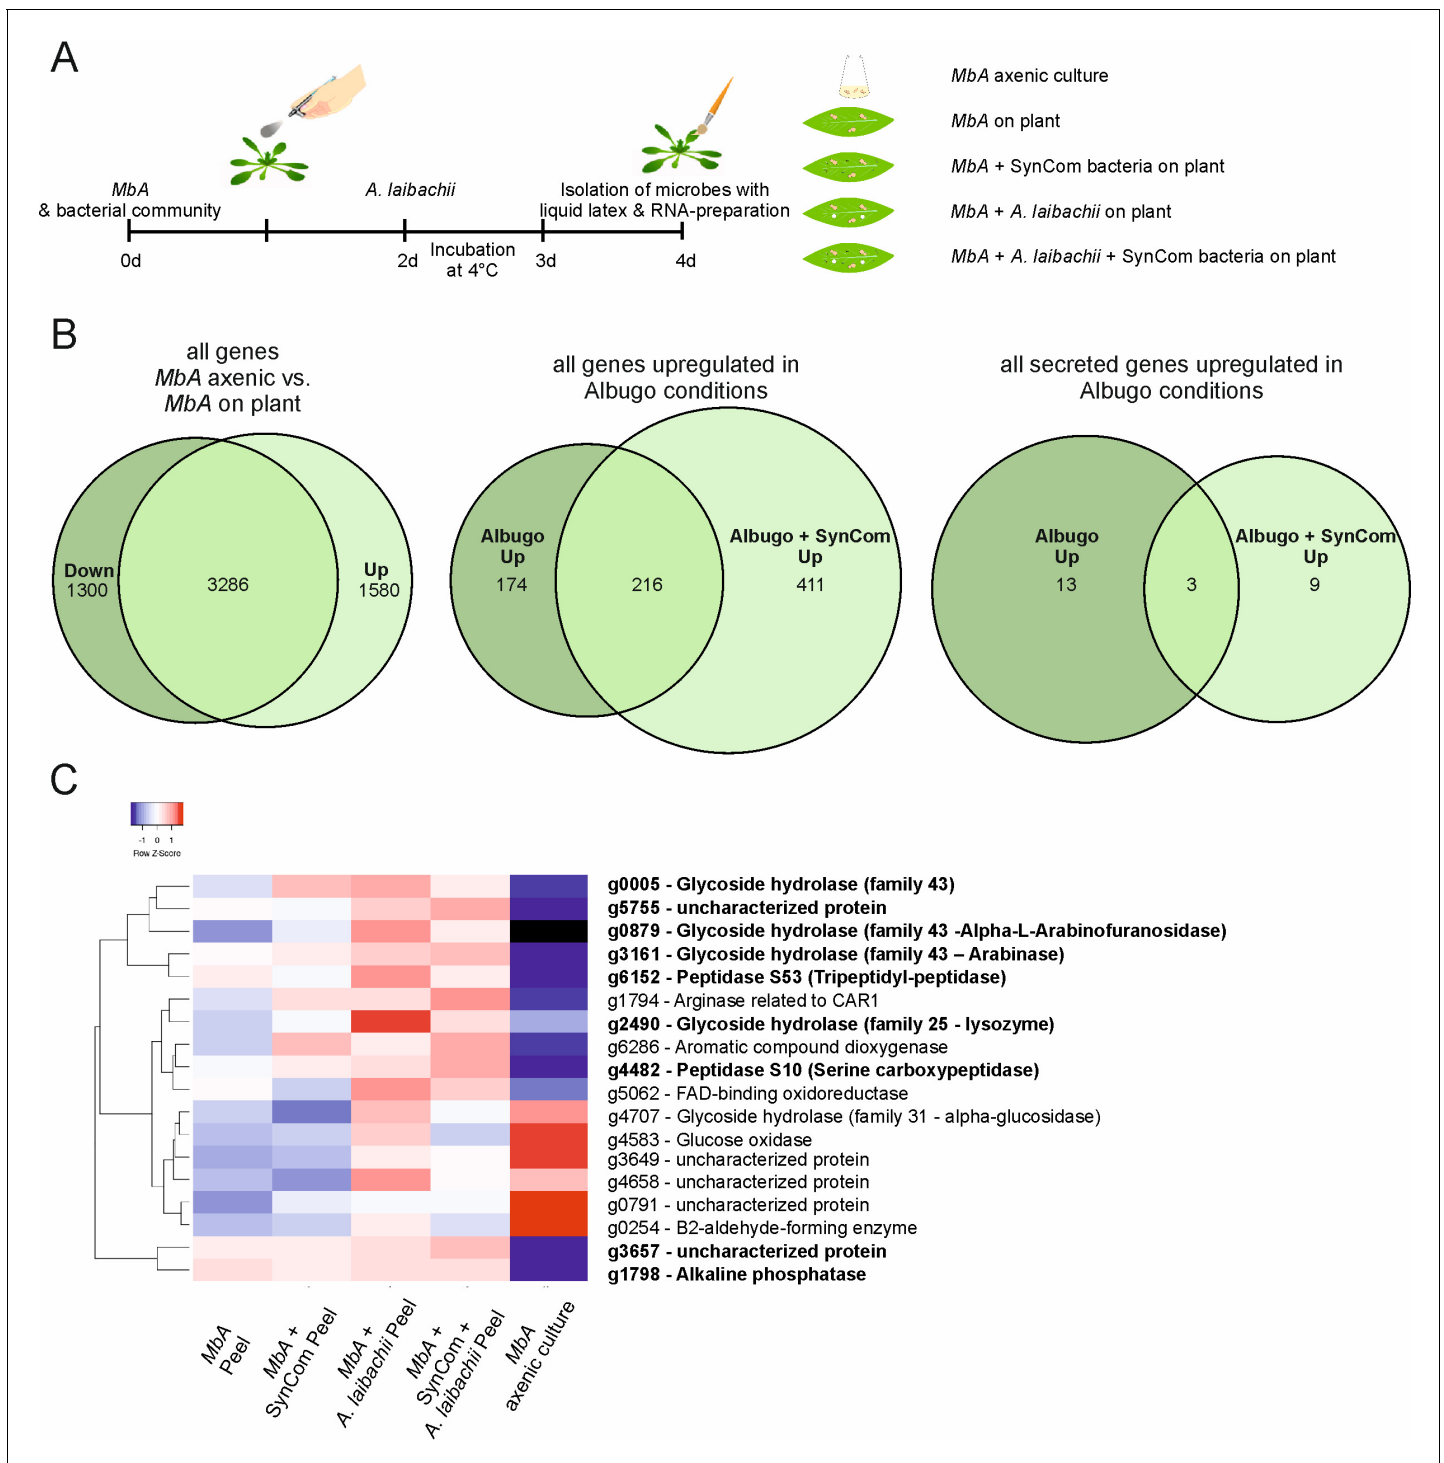 A
MbA
& bacterial community
A. laibachii
Isolation of microbes with
liquid latex & RNA-preparation
0d
2d
Incubation
at 4°C
3d
4d
MbA axenic culture
MbA on plant
MbA + SynCom bacteria on plant
MbA + A. laibachii on plant
MbA + A. laibachii + SynCom bacteria on plant
B
all genes
MbA axenic vs.
MbA on plant
Down
1300
3286
Up
1580
all genes upregulated in
Albugo conditions
Albugo
Up
174
216
Albugo + SynCom
Up
411
all secreted genes upregulated in
Albugo conditions
Albugo
Up
13
3
Albugo + SynCom
Up
9
C
-1 0 1
Row Z-Score
g0005 - Glycoside hydrolase (family 43)
g5755 - uncharacterized protein
g0879 - Glycoside hydrolase (family 43 -Alpha-L-Arabinofuranosidase)
g3161 - Glycoside hydrolase (family 43 – Arabinase)
g6152 - Peptidase S53 (Tripeptidyl-peptidase)
g1794 - Arginase related to CAR1
g2490 - Glycoside hydrolase (family 25 - lysozyme)
g6286 - Aromatic compound dioxygenase
g4482 - Peptidase S10 (Serine carboxypeptidase)
g5062 - FAD-binding oxidoreductase
g4707 - Glycoside hydrolase (family 31 - alpha-glucosidase)
g4583 - Glucose oxidase
g3649 - uncharacterized protein
g4658 - uncharacterized protein
g0791 - uncharacterized protein
g0254 - B2-aldehyde-forming enzyme
g3657 - uncharacterized protein
g1798 - Alkaline phosphatase
MbA
Peel
MbA +
SynCom Peel
MbA +
A. laibachii Peel
MbA +
SynCom +
A. laibachii Peel
MbA
axenic culture